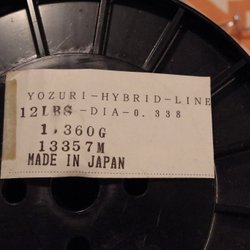 YOZURI-HYBRID-LINE
12LBS-DIA-0.338
1,360G
13357M
MADE IN JAPAN